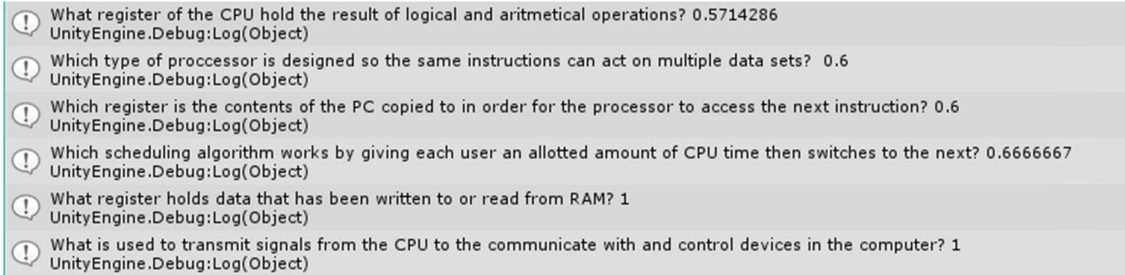 What register of the CPU hold the result of logical and aritmetical operations? 0.5714286
UnityEngine.Debug:Log(Object)
Which type of proccessor is designed so the same instructions can act on multiple data sets?  0.6
UnityEngine.Debug:Log(Object)
Which register is the contents of the PC copied to in order for the processor to access the next instruction? 0.6
UnityEngine.Debug:Log(Object)
Which scheduling algorithm works by giving each user an allotted amount of CPU time then switches to the next? 0.6666667
UnityEngine.Debug:Log(Object)
What register holds data that has been written to or read from RAM? 1
UnityEngine.Debug:Log(Object)
What is used to transmit signals from the CPU to the communicate with and control devices in the computer? 1
UnityEngine.Debug:Log(Object)